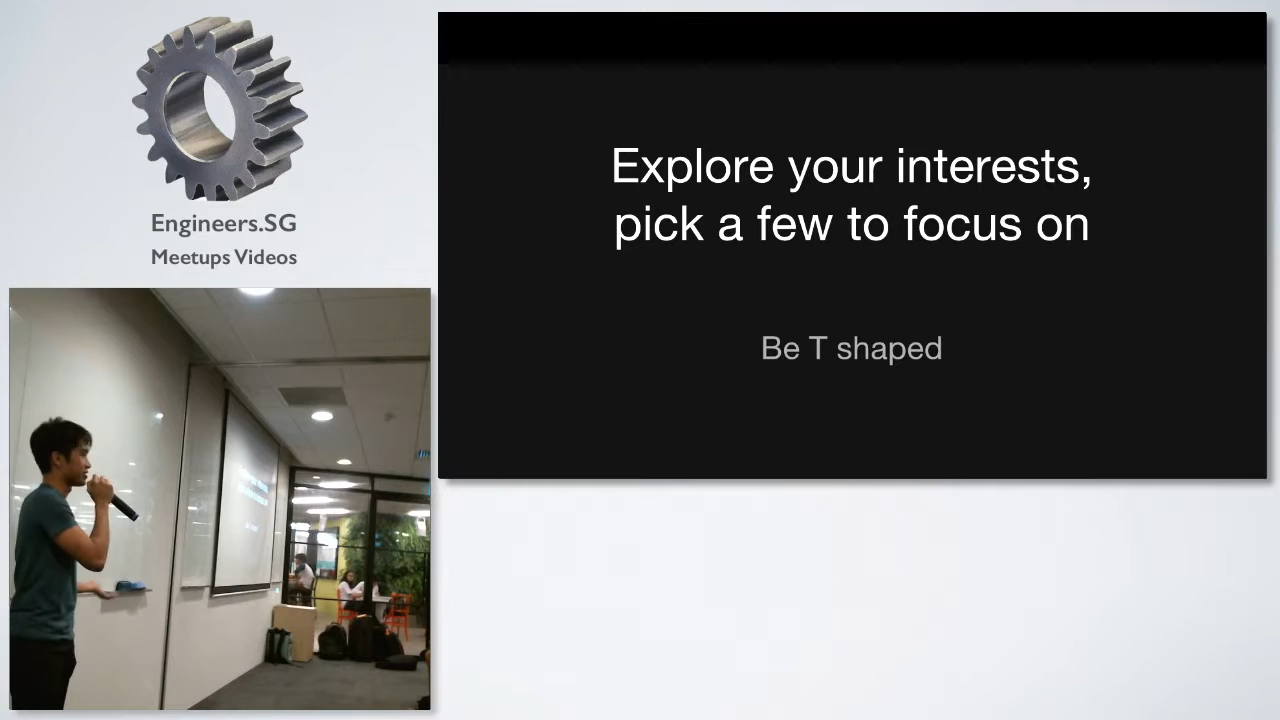 Engineers.SG
Meetups Videos
Explore your interests,
pick a few to focus on
Be T shaped